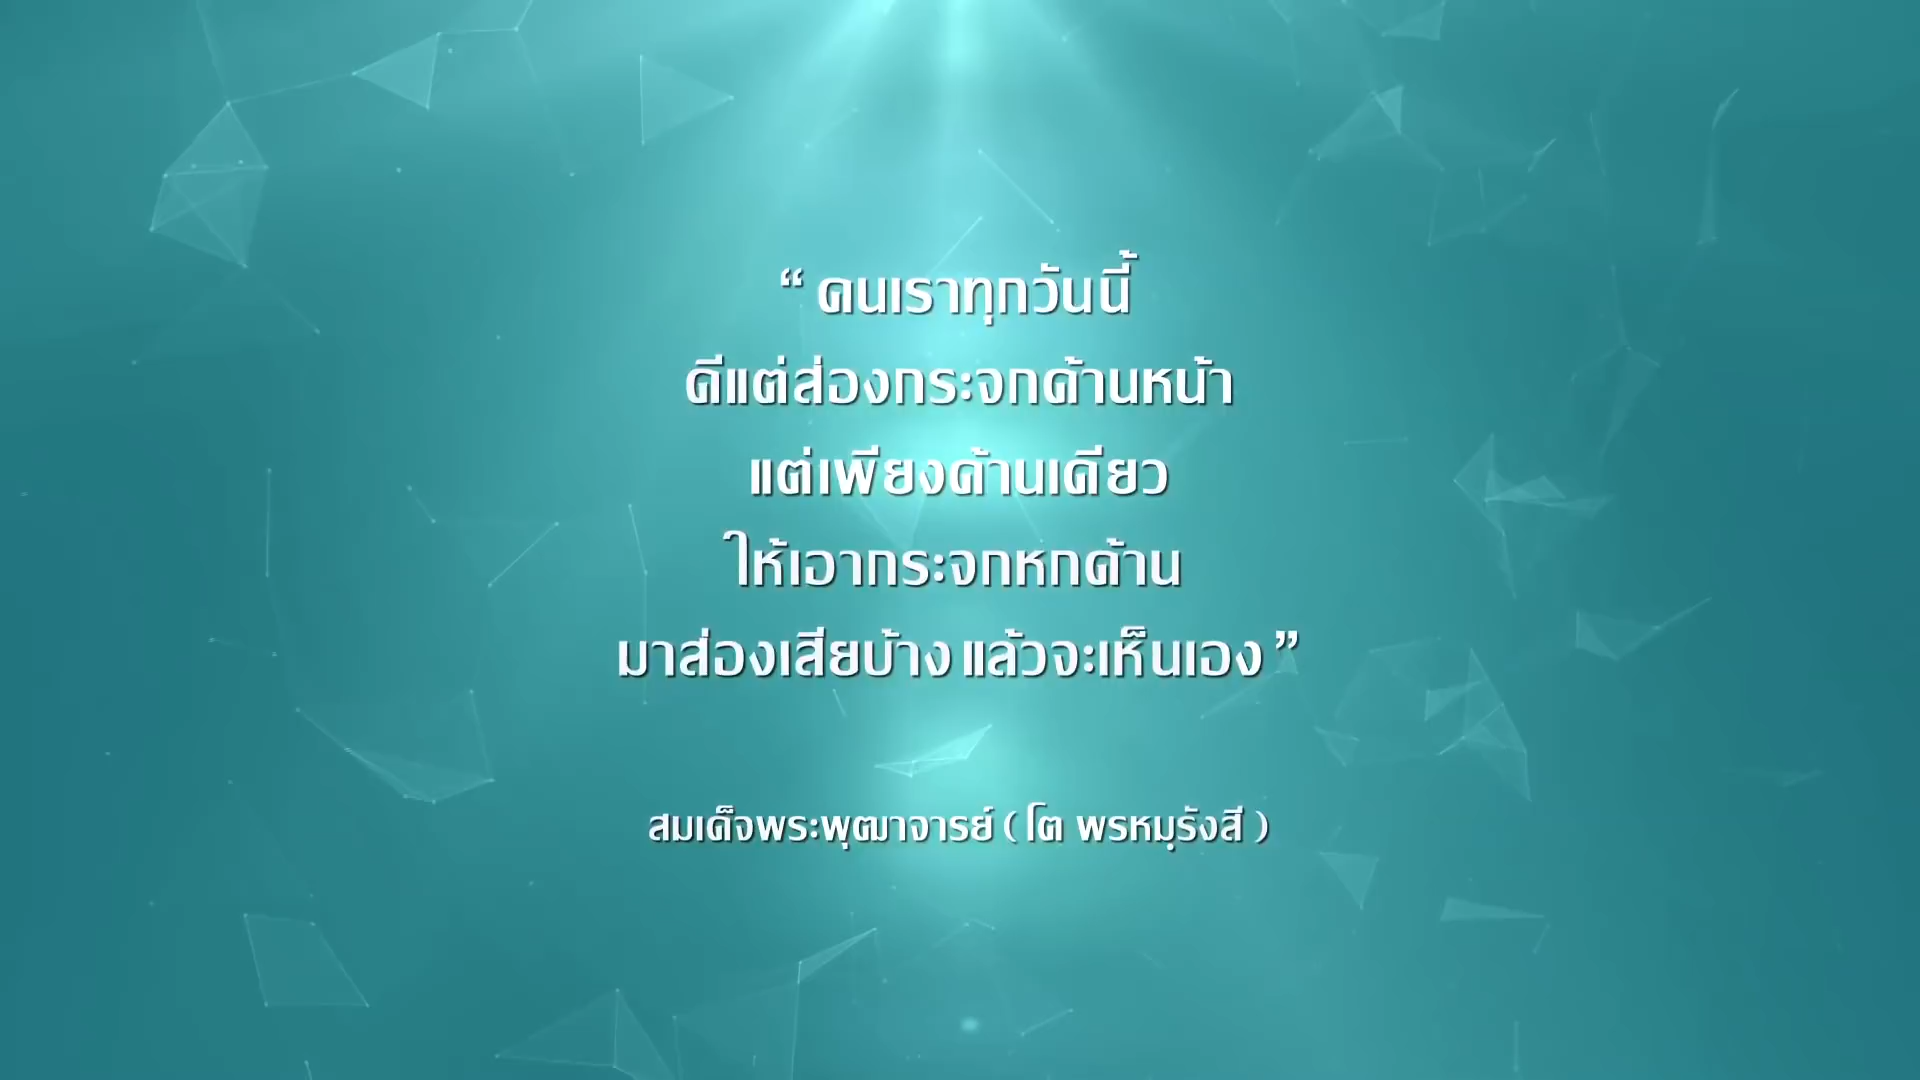 “ คนเราทุกวันนี้
ดีแต่ส่องกระจกด้านหน้า
แต่เพียงด้านเดียว
ให้เอากระจกหกด้าน
มาส่องเสียบ้าง แล้วจะเห็นเอง ”
สมเด็จพระพุฒาจารย์ ( โต พรหมฺรังสี )